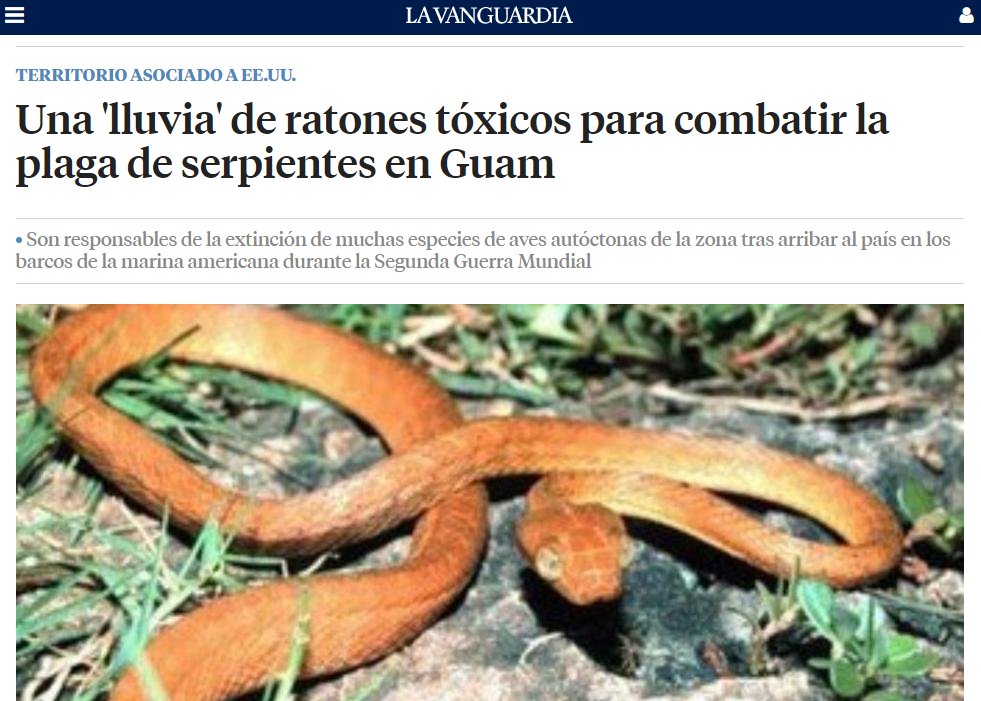 LA VANGUARDIA
TERRITORIO ASOCIADO A EE.UU.
Una 'lluvia' de ratones tóxicos para combatir la
plaga de serpientes en Guam
• Son responsables de la extinción de muchas especies de aves autóctonas de la zona tras arribar al país en los
barcos de la marina americana durante la Segunda Guerra Mundial